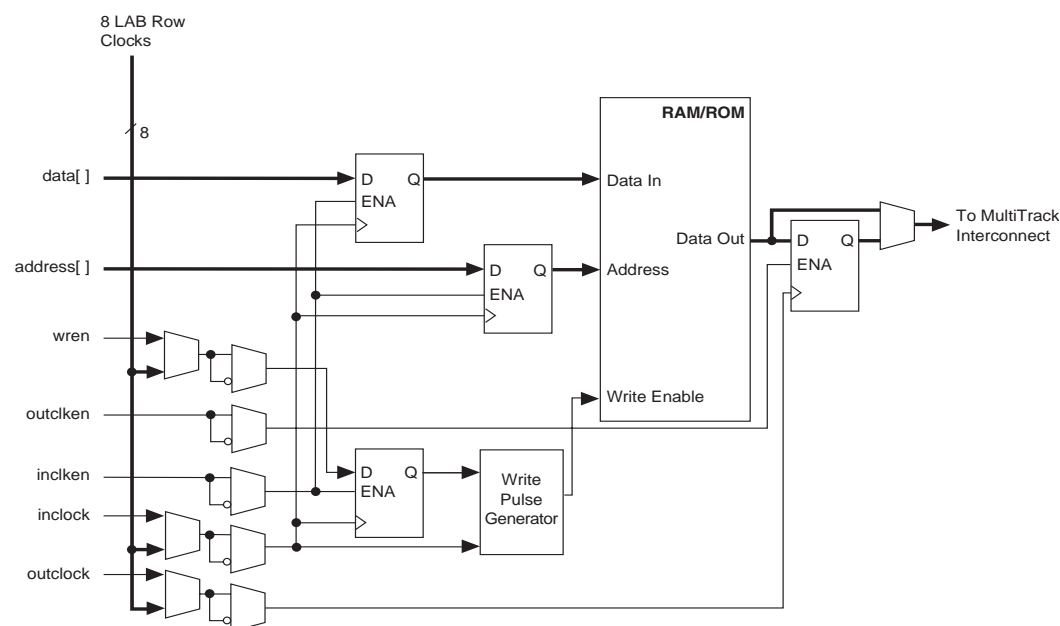 8 LAB Row
Clocks
8
RAM/ROM
data[ ]
D Q
ENA
Data In
Data Out
To MultiTrack
Interconnect
D Q
ENA
address[ ]
D Q
ENA
Address
wren
Write Enable
outclken
inclken
D Q
ENA
Write
Pulse
Generator
inclock
outclock